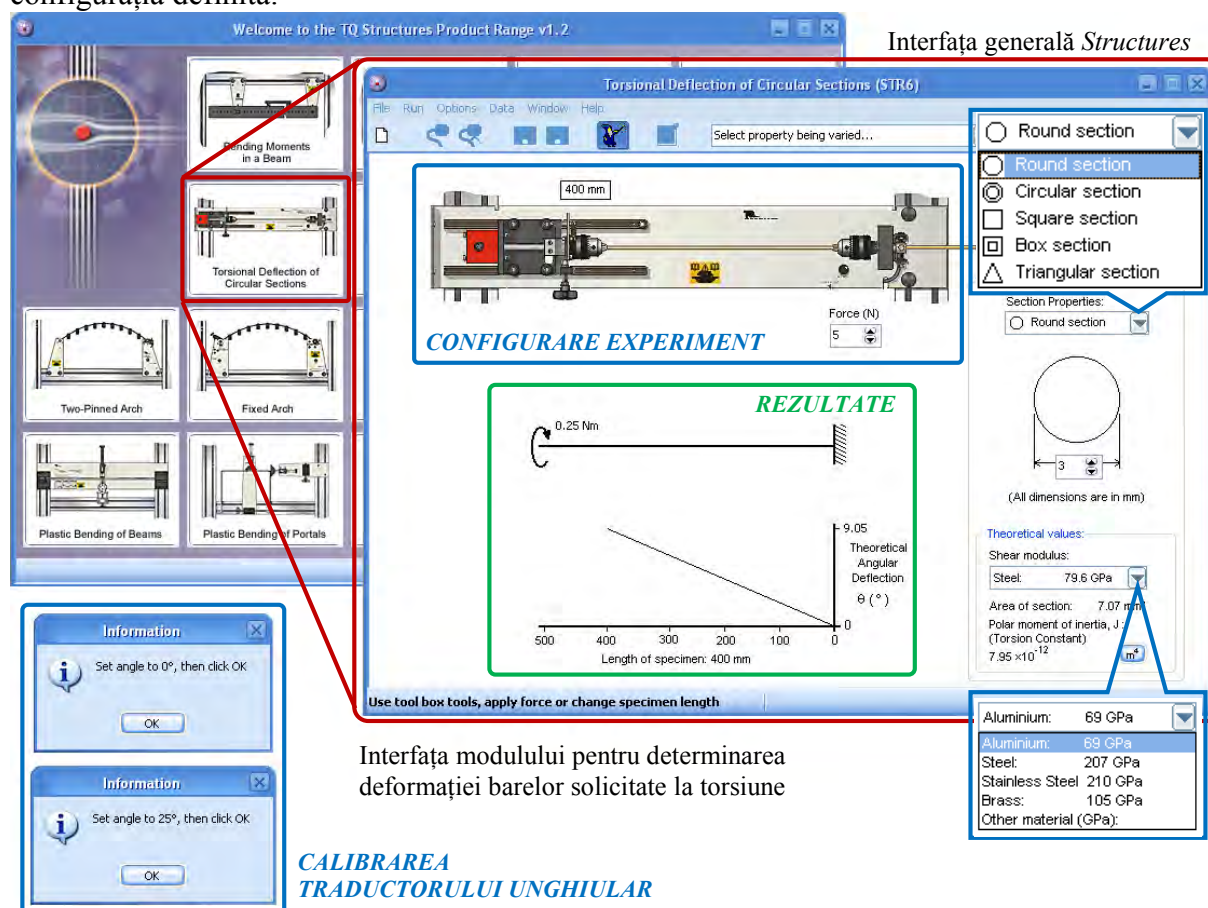 configurația definită.
Welcome to the TQ Structures Product Range v1.2
Interfața generală Structures
Bending Moments
in a Beam
Torsional Deflection of
Circular Sections
Two-Pinned Arch
Fixed Arch
Plastic Bending of Beams
Plastic Bending of Portals
Torsional Deflection of Circular Sections (STR6)
File Run Options Data Window Help
Select property being varied...
400 mm
Force (N)
5
CONFIGURARE EXPERIMENT
REZULTATE
0.25 Nm
9.05
Theoretical
Angular
Deflection
θ (°)
0
500 400 300 200 100 0
Length of specimen: 400 mm
Round section
Round section
Circular section
Square section
Box section
Triangular section
Section Properties:
Round section
3
(All dimensions are in mm)
Theoretical values:
Shear modulus:
Steel: 79.6 GPa
Area of section: 7.07 mm²
Polar moment of inertia, J :
(Torsion Constant)
7.95 ×10⁻¹² m⁴
Use tool box tools, apply force or change specimen length
Aluminium: 69 GPa
Aluminium: 69 GPa
Steel: 207 GPa
Stainless Steel 210 GPa
Brass: 105 GPa
Other material (GPa):
Interfața modulului pentru determinarea
deformației barelor solicitate la torsiune
Information
Set angle to 0°, then click OK
OK
Information
Set angle to 25°, then click OK
OK
CALIBRAREA
TRADUCTORULUI UNGHIULAR